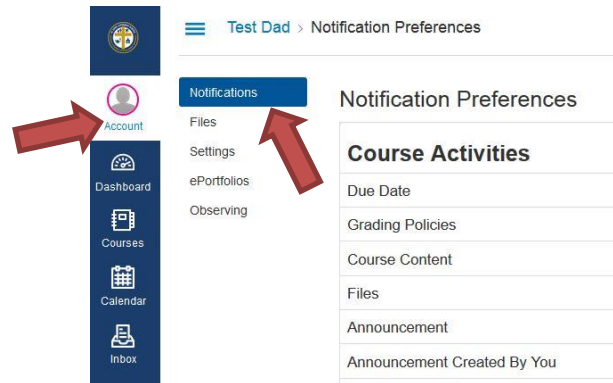 Test Dad > Notification Preferences
Account
Dashboard
Courses
Calendar
Inbox
Notifications
Files
Settings
ePortfolios
Observing
Notification Preferences
Course Activities
Due Date
Grading Policies
Course Content
Files
Announcement
Announcement Created By You